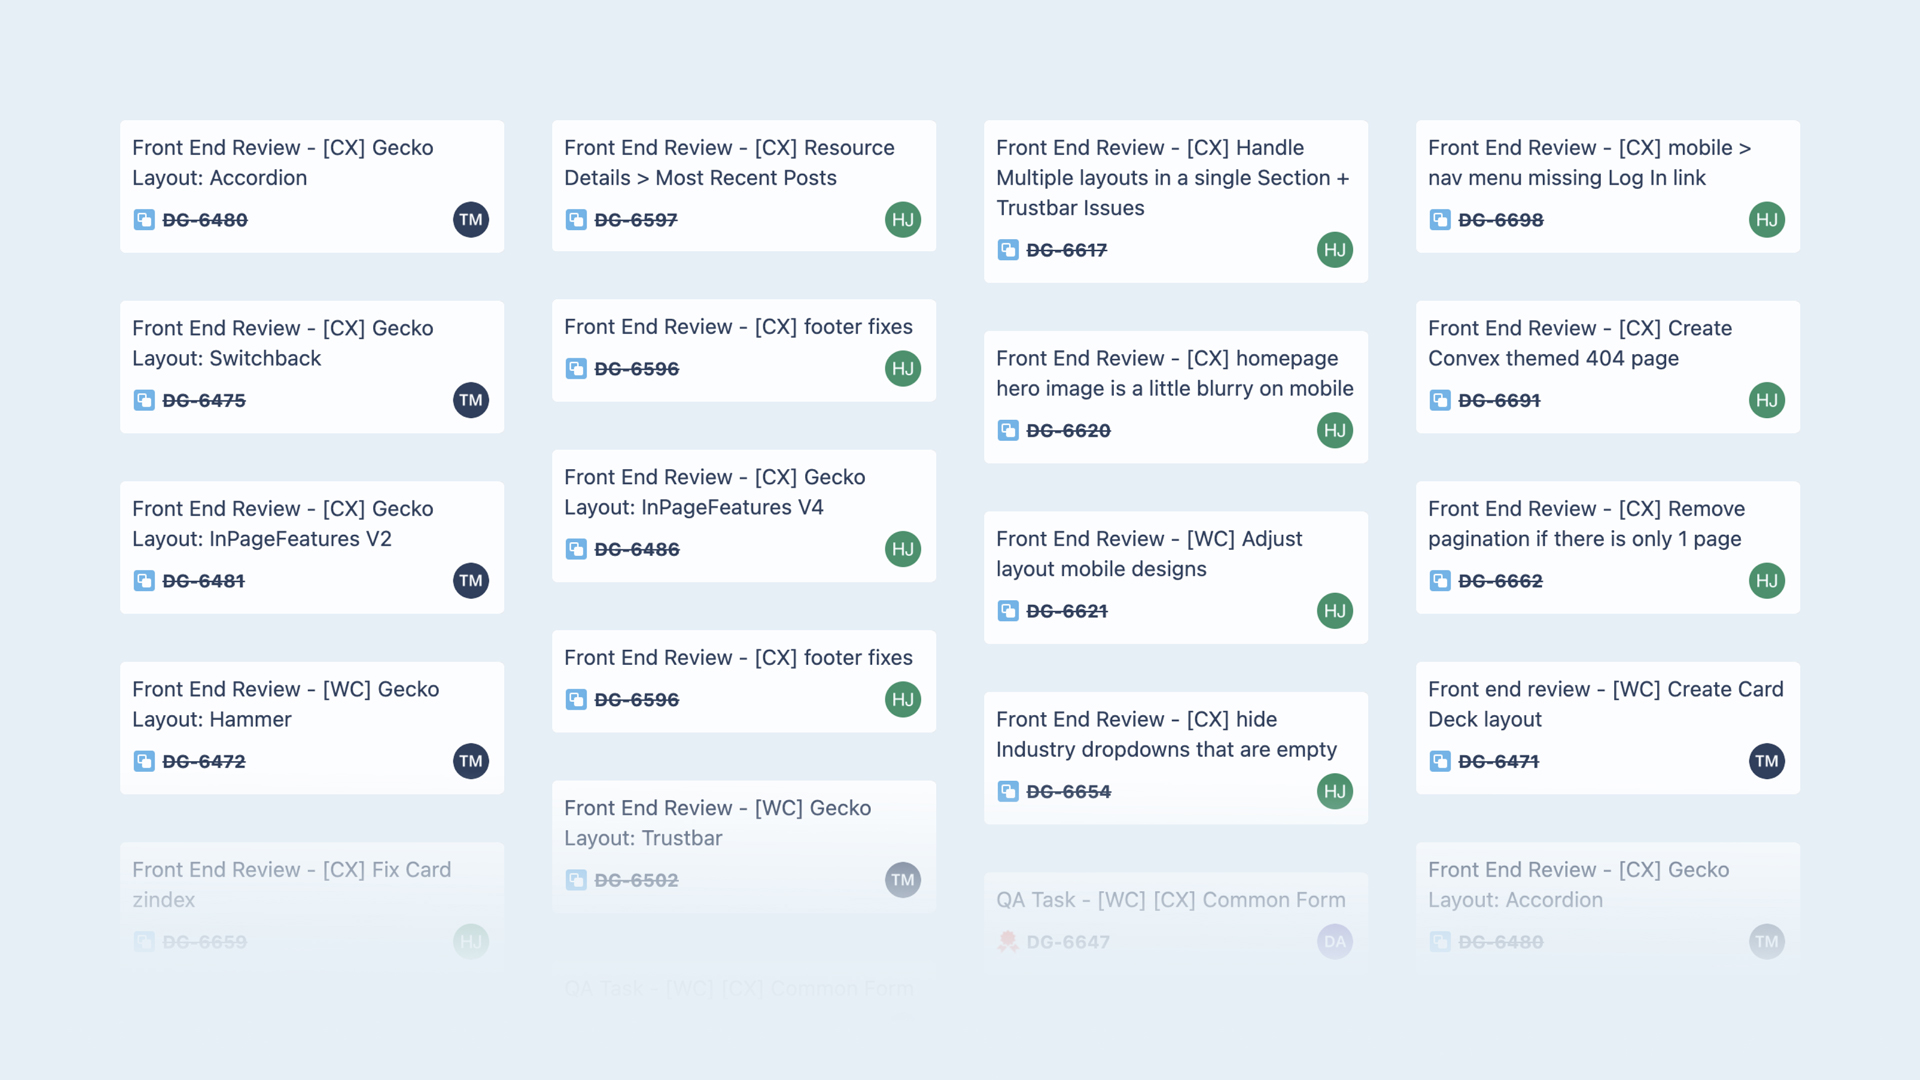 Front End Review - [CX] Gecko
Layout: Accordion
DG-6480
TM
Front End Review - [CX] Gecko
Layout: Switchback
DG-6475
TM
Front End Review - [CX] Gecko
Layout: InPageFeatures V2
DG-6481
TM
Front End Review - [WC] Gecko
Layout: Hammer
DG-6472
TM
Front End Review - [CX] Fix Card
zindex
DG-6659
HJ
Front End Review - [CX] Resource
Details > Most Recent Posts
DG-6597
HJ
Front End Review - [CX] footer fixes
DG-6596
HJ
Front End Review - [CX] Gecko
Layout: InPageFeatures V4
DG-6486
HJ
Front End Review - [CX] footer fixes
DG-6596
HJ
Front End Review - [WC] Gecko
Layout: Trustbar
DG-6502
TM
QA Task - [WC] [CX] Common Form
Front End Review - [CX] Handle
Multiple layouts in a single Section +
Trustbar Issues
DG-6617
HJ
Front End Review - [CX] homepage
hero image is a little blurry on mobile
DG-6620
HJ
Front End Review - [WC] Adjust
layout mobile designs
DG-6621
HJ
Front End Review - [CX] hide
Industry dropdowns that are empty
DG-6654
HJ
QA Task - [WC] [CX] Common Form
DG-6647
DA
Front End Review - [CX] mobile >
nav menu missing Log In link
DG-6698
HJ
Front End Review - [CX] Create
Convex themed 404 page
DG-6691
HJ
Front End Review - [CX] Remove
pagination if there is only 1 page
DG-6662
HJ
Front end review - [WC] Create Card
Deck layout
DG-6471
TM
Front End Review - [CX] Gecko
Layout: Accordion
DG-6480
TM